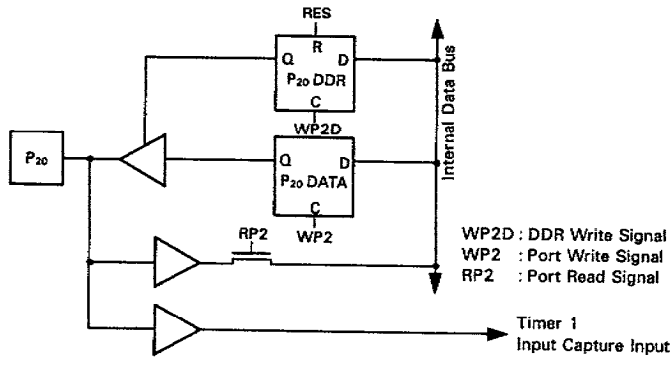 RES
R
Q D
P₂₀ DDR
C
WP2D
P₂₀
Q D
P₂₀ DATA
C
WP2
Internal Data Bus
RP2
WP2D : DDR Write Signal
WP2 : Port Write Signal
RP2 : Port Read Signal
Timer 1
Input Capture Input